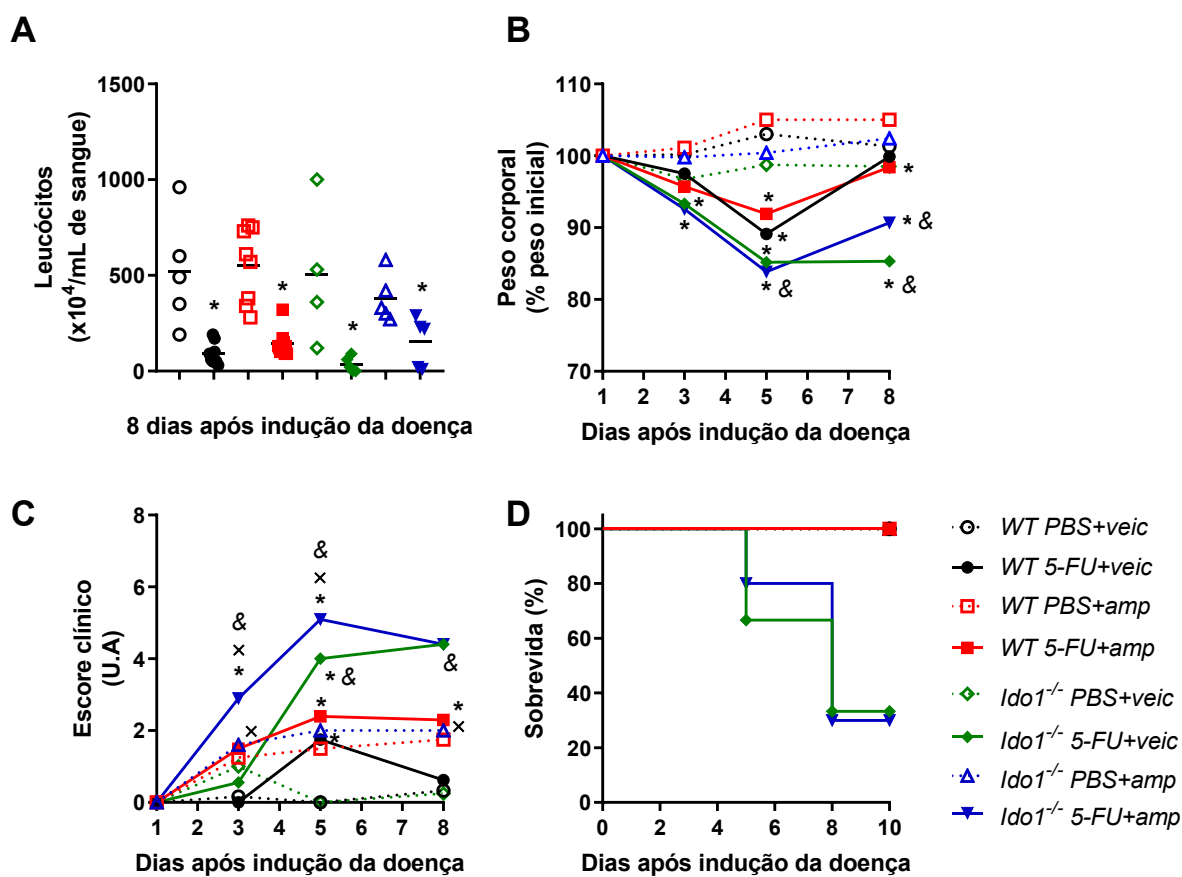 A
1500
1000
500
0
Leucócitos
(x10⁴/mL de sangue)
* * * *
8 dias após indução da doença
B
110
100
90
80
70
Peso corporal
(% peso inicial)
* * * * * * & * * & * &
1 2 3 4 5 6 7 8
Dias após indução da doença
C
8
6
4
2
0
Escore clínico
(U.A)
& × * × & × * * & * * & * ×
1 2 3 4 5 6 7 8
Dias após indução da doença
D
100
80
60
40
20
0
Sobrevida (%)
0 2 4 6 8 10
Dias após indução da doença
WT PBS+veic
WT 5-FU+veic
WT PBS+amp
WT 5-FU+amp
Ido1⁻/⁻ PBS+veic
Ido1⁻/⁻ 5-FU+veic
Ido1⁻/⁻ PBS+amp
Ido1⁻/⁻ 5-FU+amp